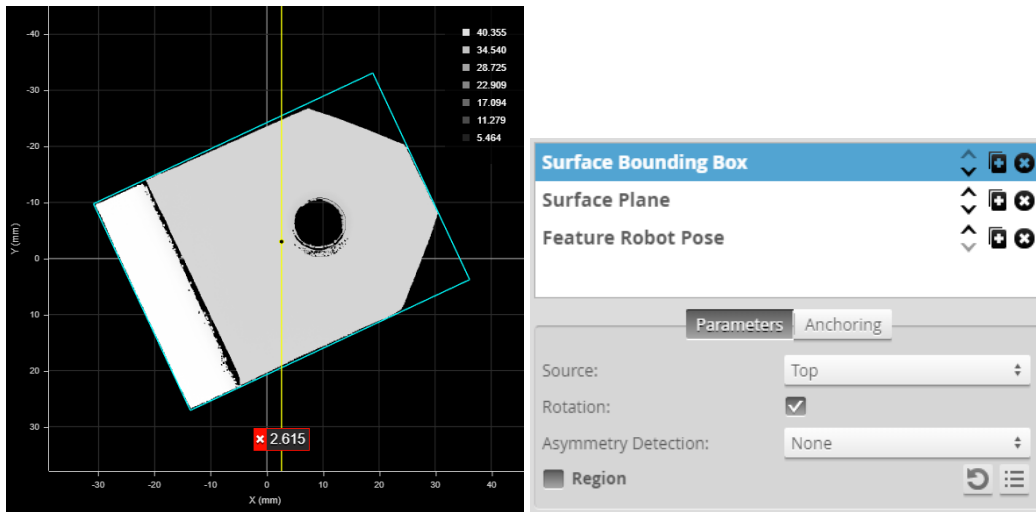 -40
-30
-20
-10
0
10
20
30
Y (mm)
40.355
34.540
28.725
22.909
17.094
11.279
5.464
× 2.615
-30
-20
-10
0
10
20
30
40
X (mm)
Surface Bounding Box
Surface Plane
Feature Robot Pose
Parameters
Anchoring
Source: Top
Rotation:
Asymmetry Detection: None
Region